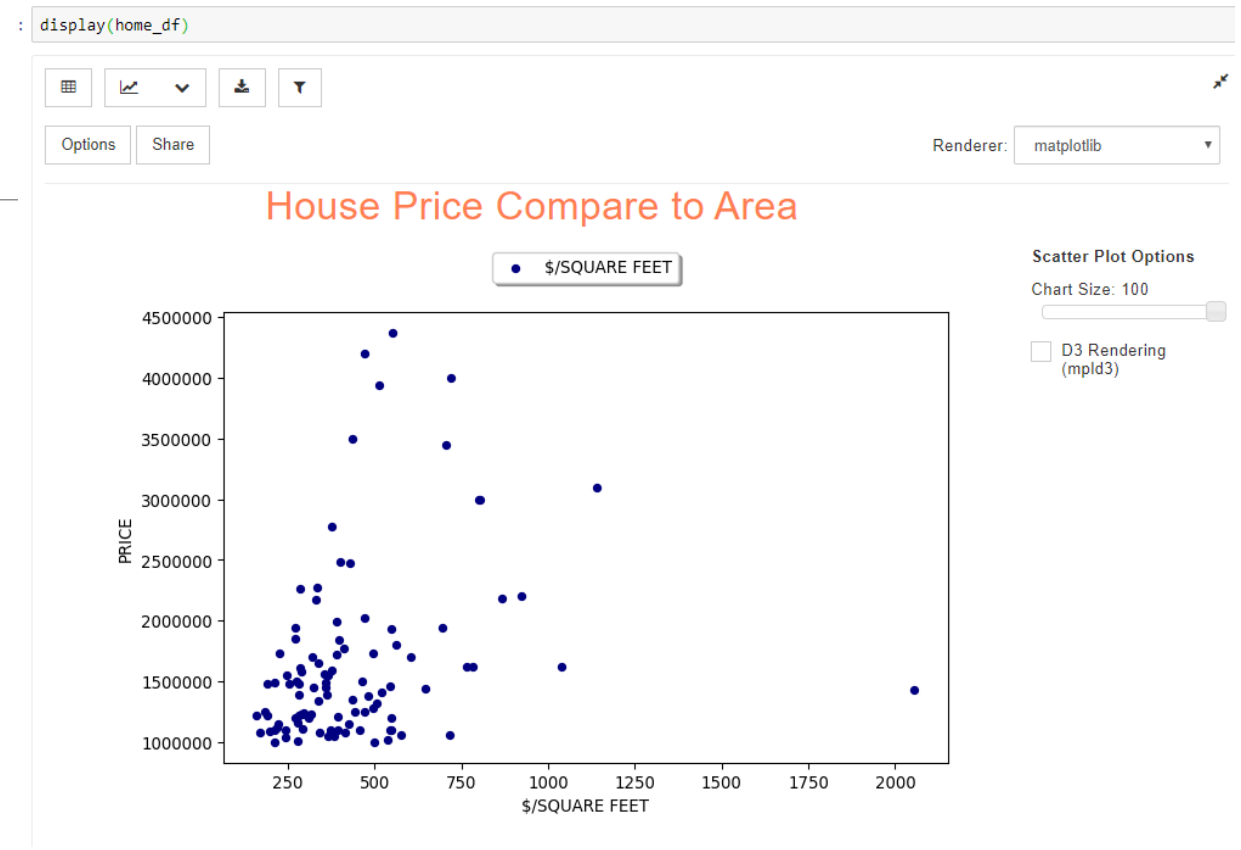 : display(home_df)
Options Share
Renderer: matplotlib
House Price Compare to Area
$/SQUARE FEET
Scatter Plot Options
Chart Size: 100
D3 Rendering
(mpld3)
4500000
4000000
3500000
3000000
2500000
2000000
1500000
1000000
PRICE
250 500 750 1000 1250 1500 1750 2000
$/SQUARE FEET